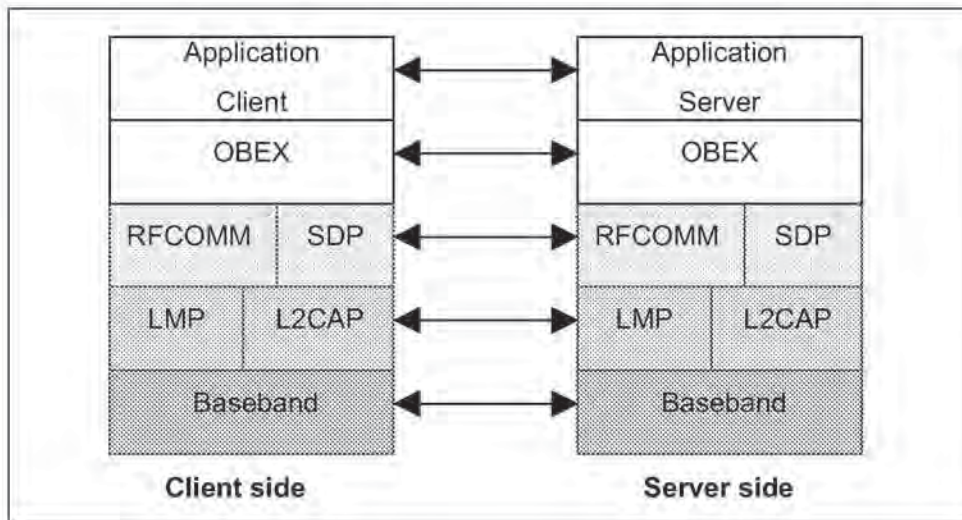 Application Application
Client Server
OBEX OBEX
RFCOMM SDP RFCOMM SDP
LMP L2CAP LMP L2CAP
Baseband Baseband
Client side Server side